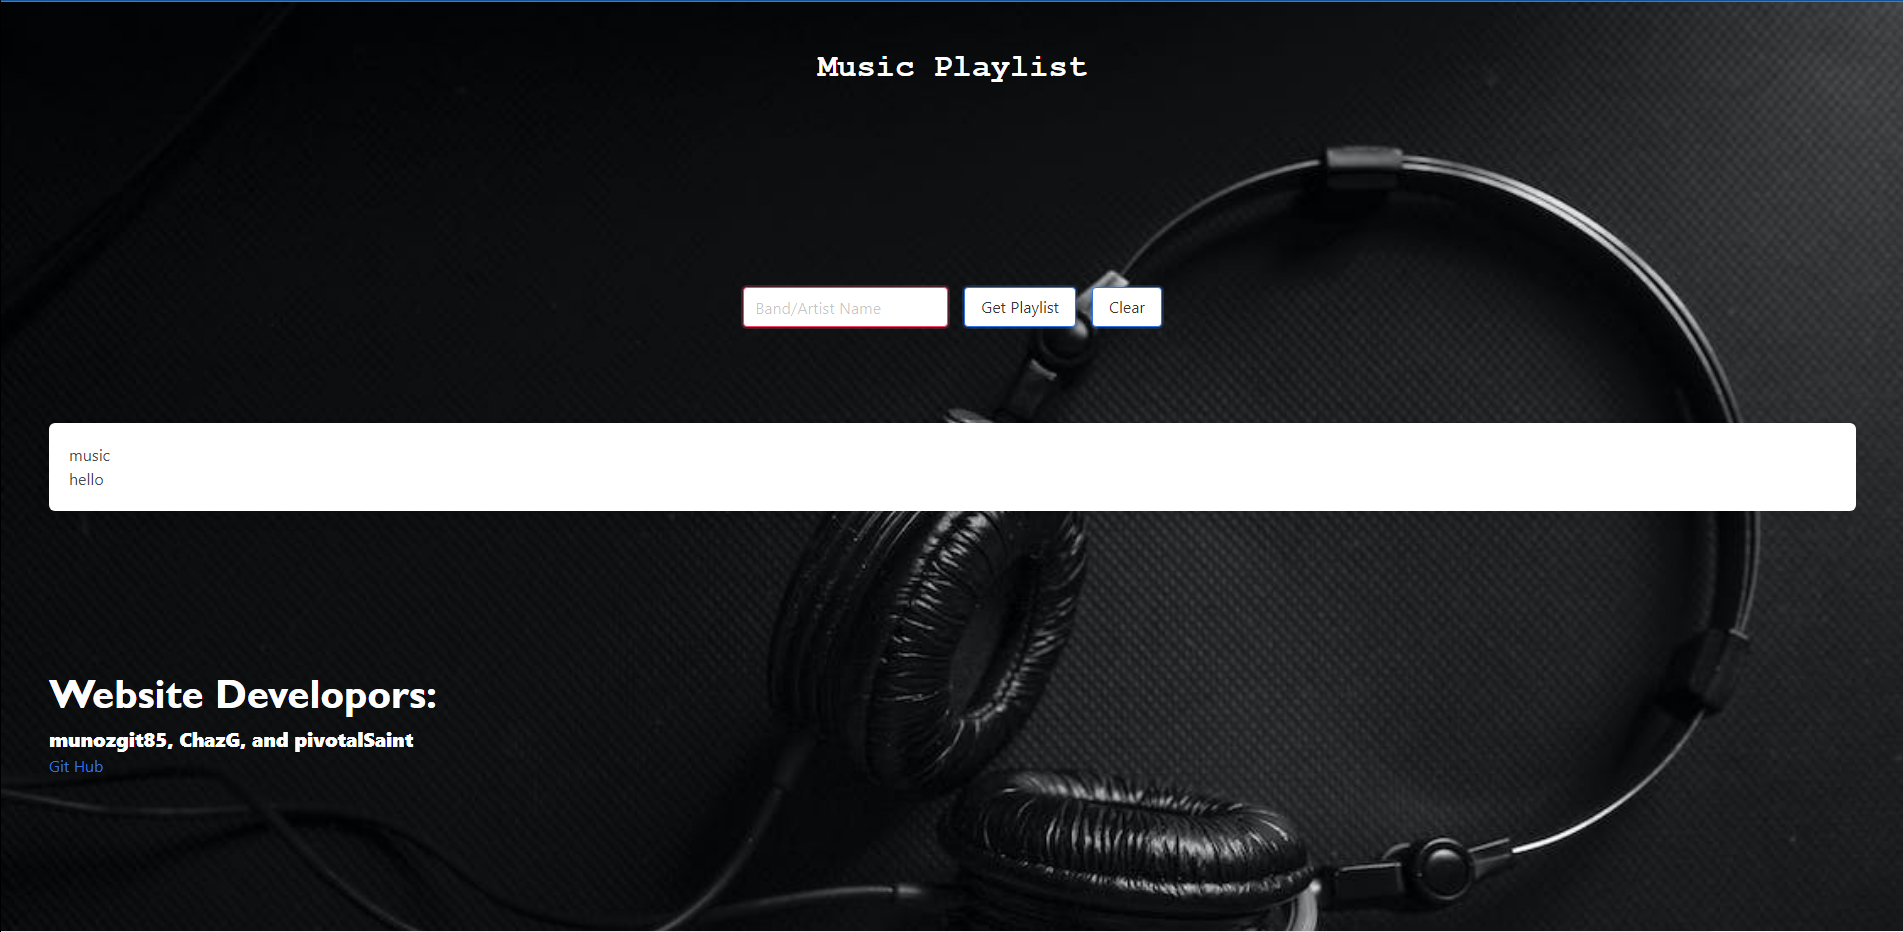 Music Playlist
Band/Artist Name
Get Playlist
Clear
music
hello
Website Developors:
munozgit85, ChazG, and pivotalSaint
Git Hub